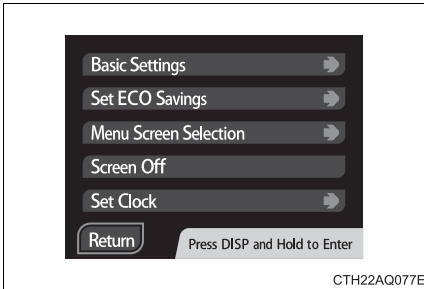 Basic Settings
Set ECO Savings
Menu Screen Selection
Screen Off
Set Clock
Return
Press DISP and Hold to Enter
CTH22AQ077E